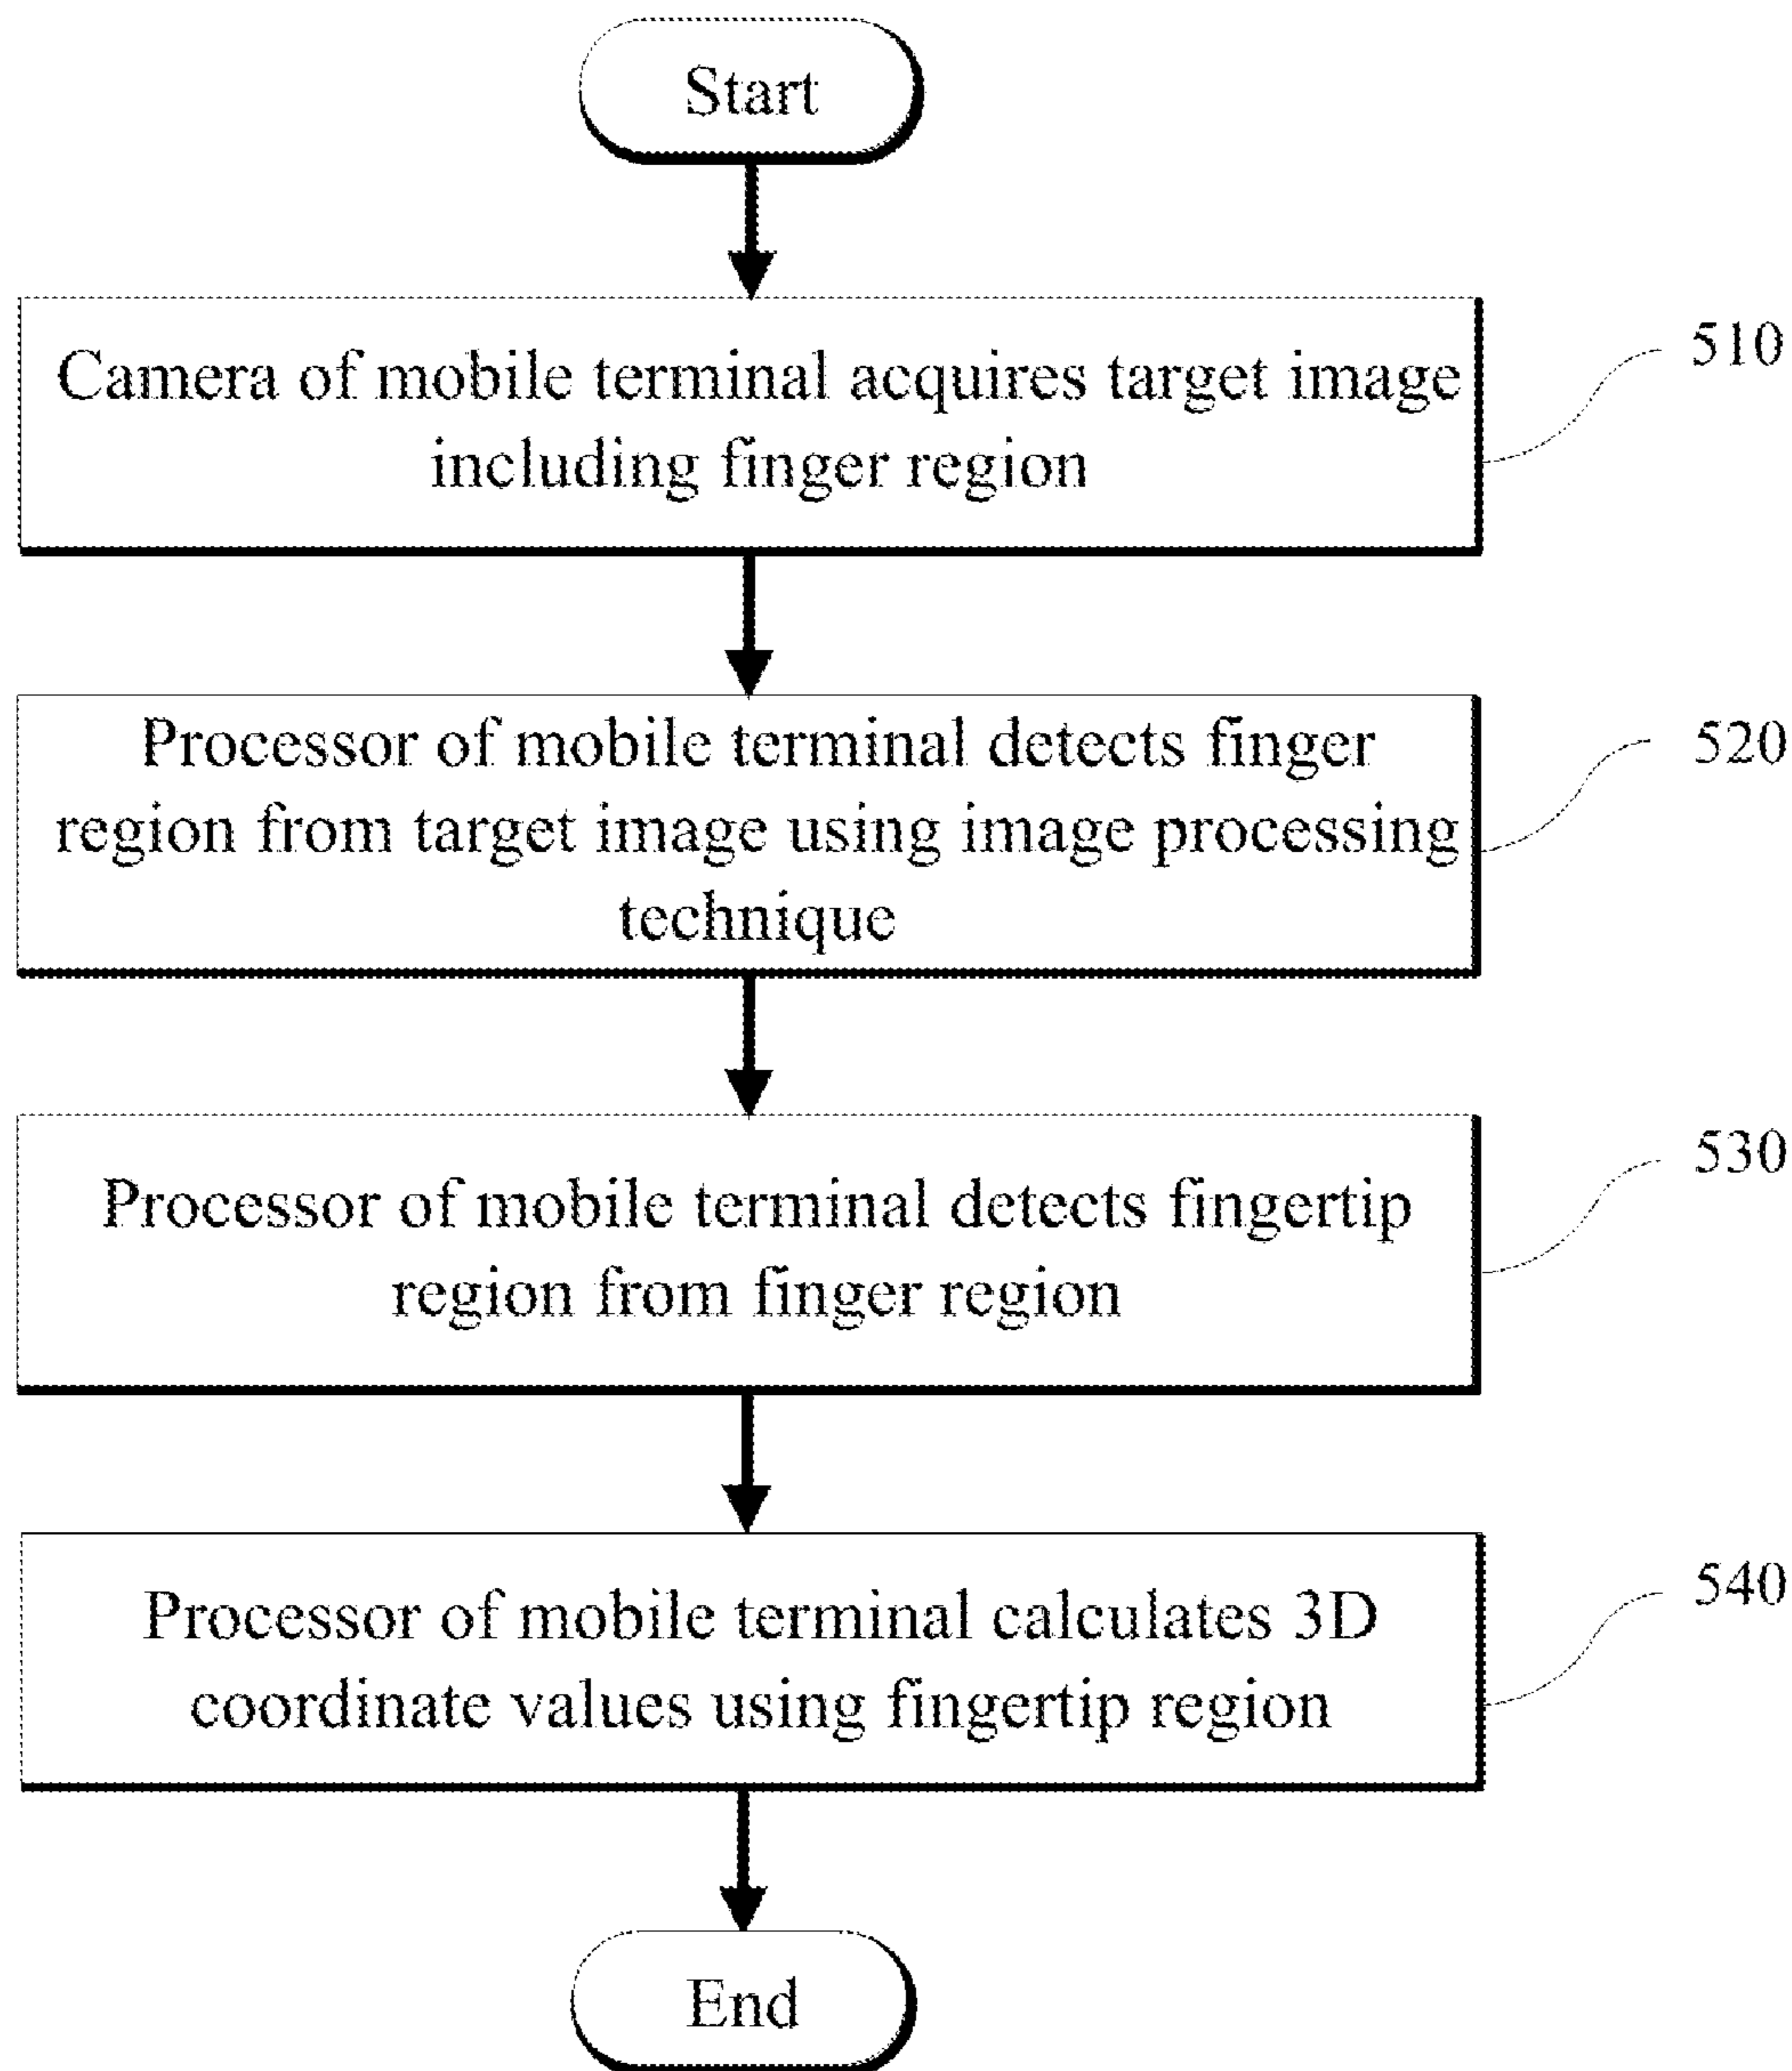 Start
Camera of mobile terminal acquires target image
including finger region
510
Processor of mobile terminal detects finger
region from target image using image processing
technique
520
Processor of mobile terminal detects fingertip
region from finger region
530
Processor of mobile terminal calculates 3D
coordinate values using fingertip region
540
End